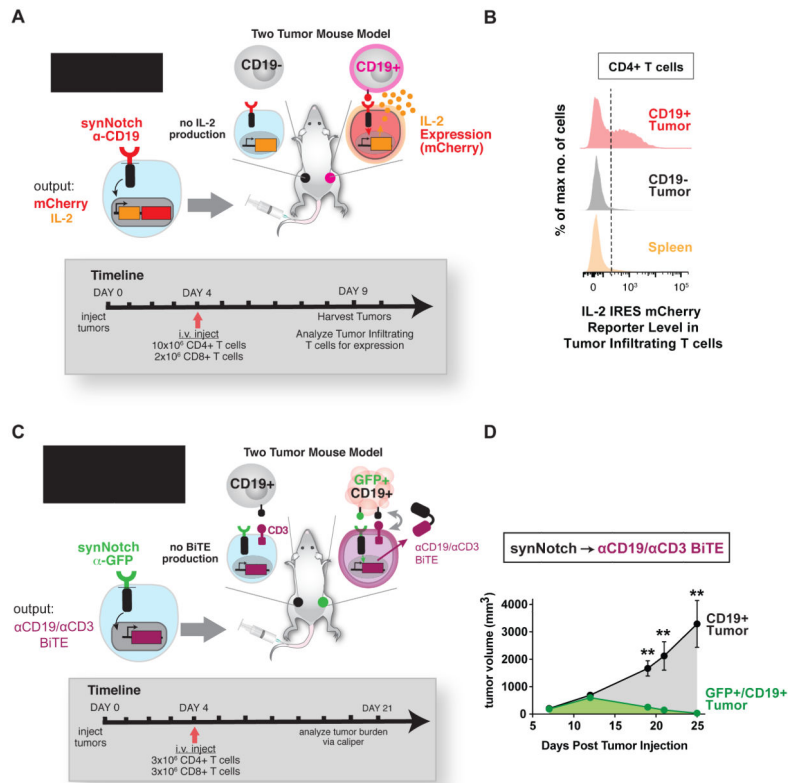 A
Two Tumor Mouse Model
CD19-
CD19+
synNotch
α-CD19
no IL-2
production
IL-2
Expression
(mCherry)
output:
mCherry
IL-2
Timeline
DAY 0
DAY 4
DAY 9
inject
tumors
i.v. inject
10x10⁶ CD4+ T cells
2x10⁶ CD8+ T cells
Harvest Tumors
Analyze Tumor Infiltrating
T cells for expression
B
CD4+ T cells
% of max no. of cells
CD19+
Tumor
CD19-
Tumor
Spleen
0 0 10³ 10⁵
IL-2 IRES mCherry
Reporter Level in
Tumor Infiltrating T cells
C
Two Tumor Mouse Model
CD19+
GFP+
CD19+
CD3
synNotch
α-GFP
no BiTE
production
αCD19/αCD3
BiTE
output:
αCD19/αCD3
BiTE
Timeline
DAY 0
DAY 4
DAY 21
inject
tumors
i.v. inject
3x10⁶ CD4+ T cells
3x10⁶ CD8+ T cells
analyze tumor burden
via caliper
D
synNotch → αCD19/αCD3 BiTE
tumor volume (mm³)
4000
3000
2000
1000
0
** ** **
CD19+
Tumor
GFP+/CD19+
Tumor
5 10 15 20 25
Days Post Tumor Injection